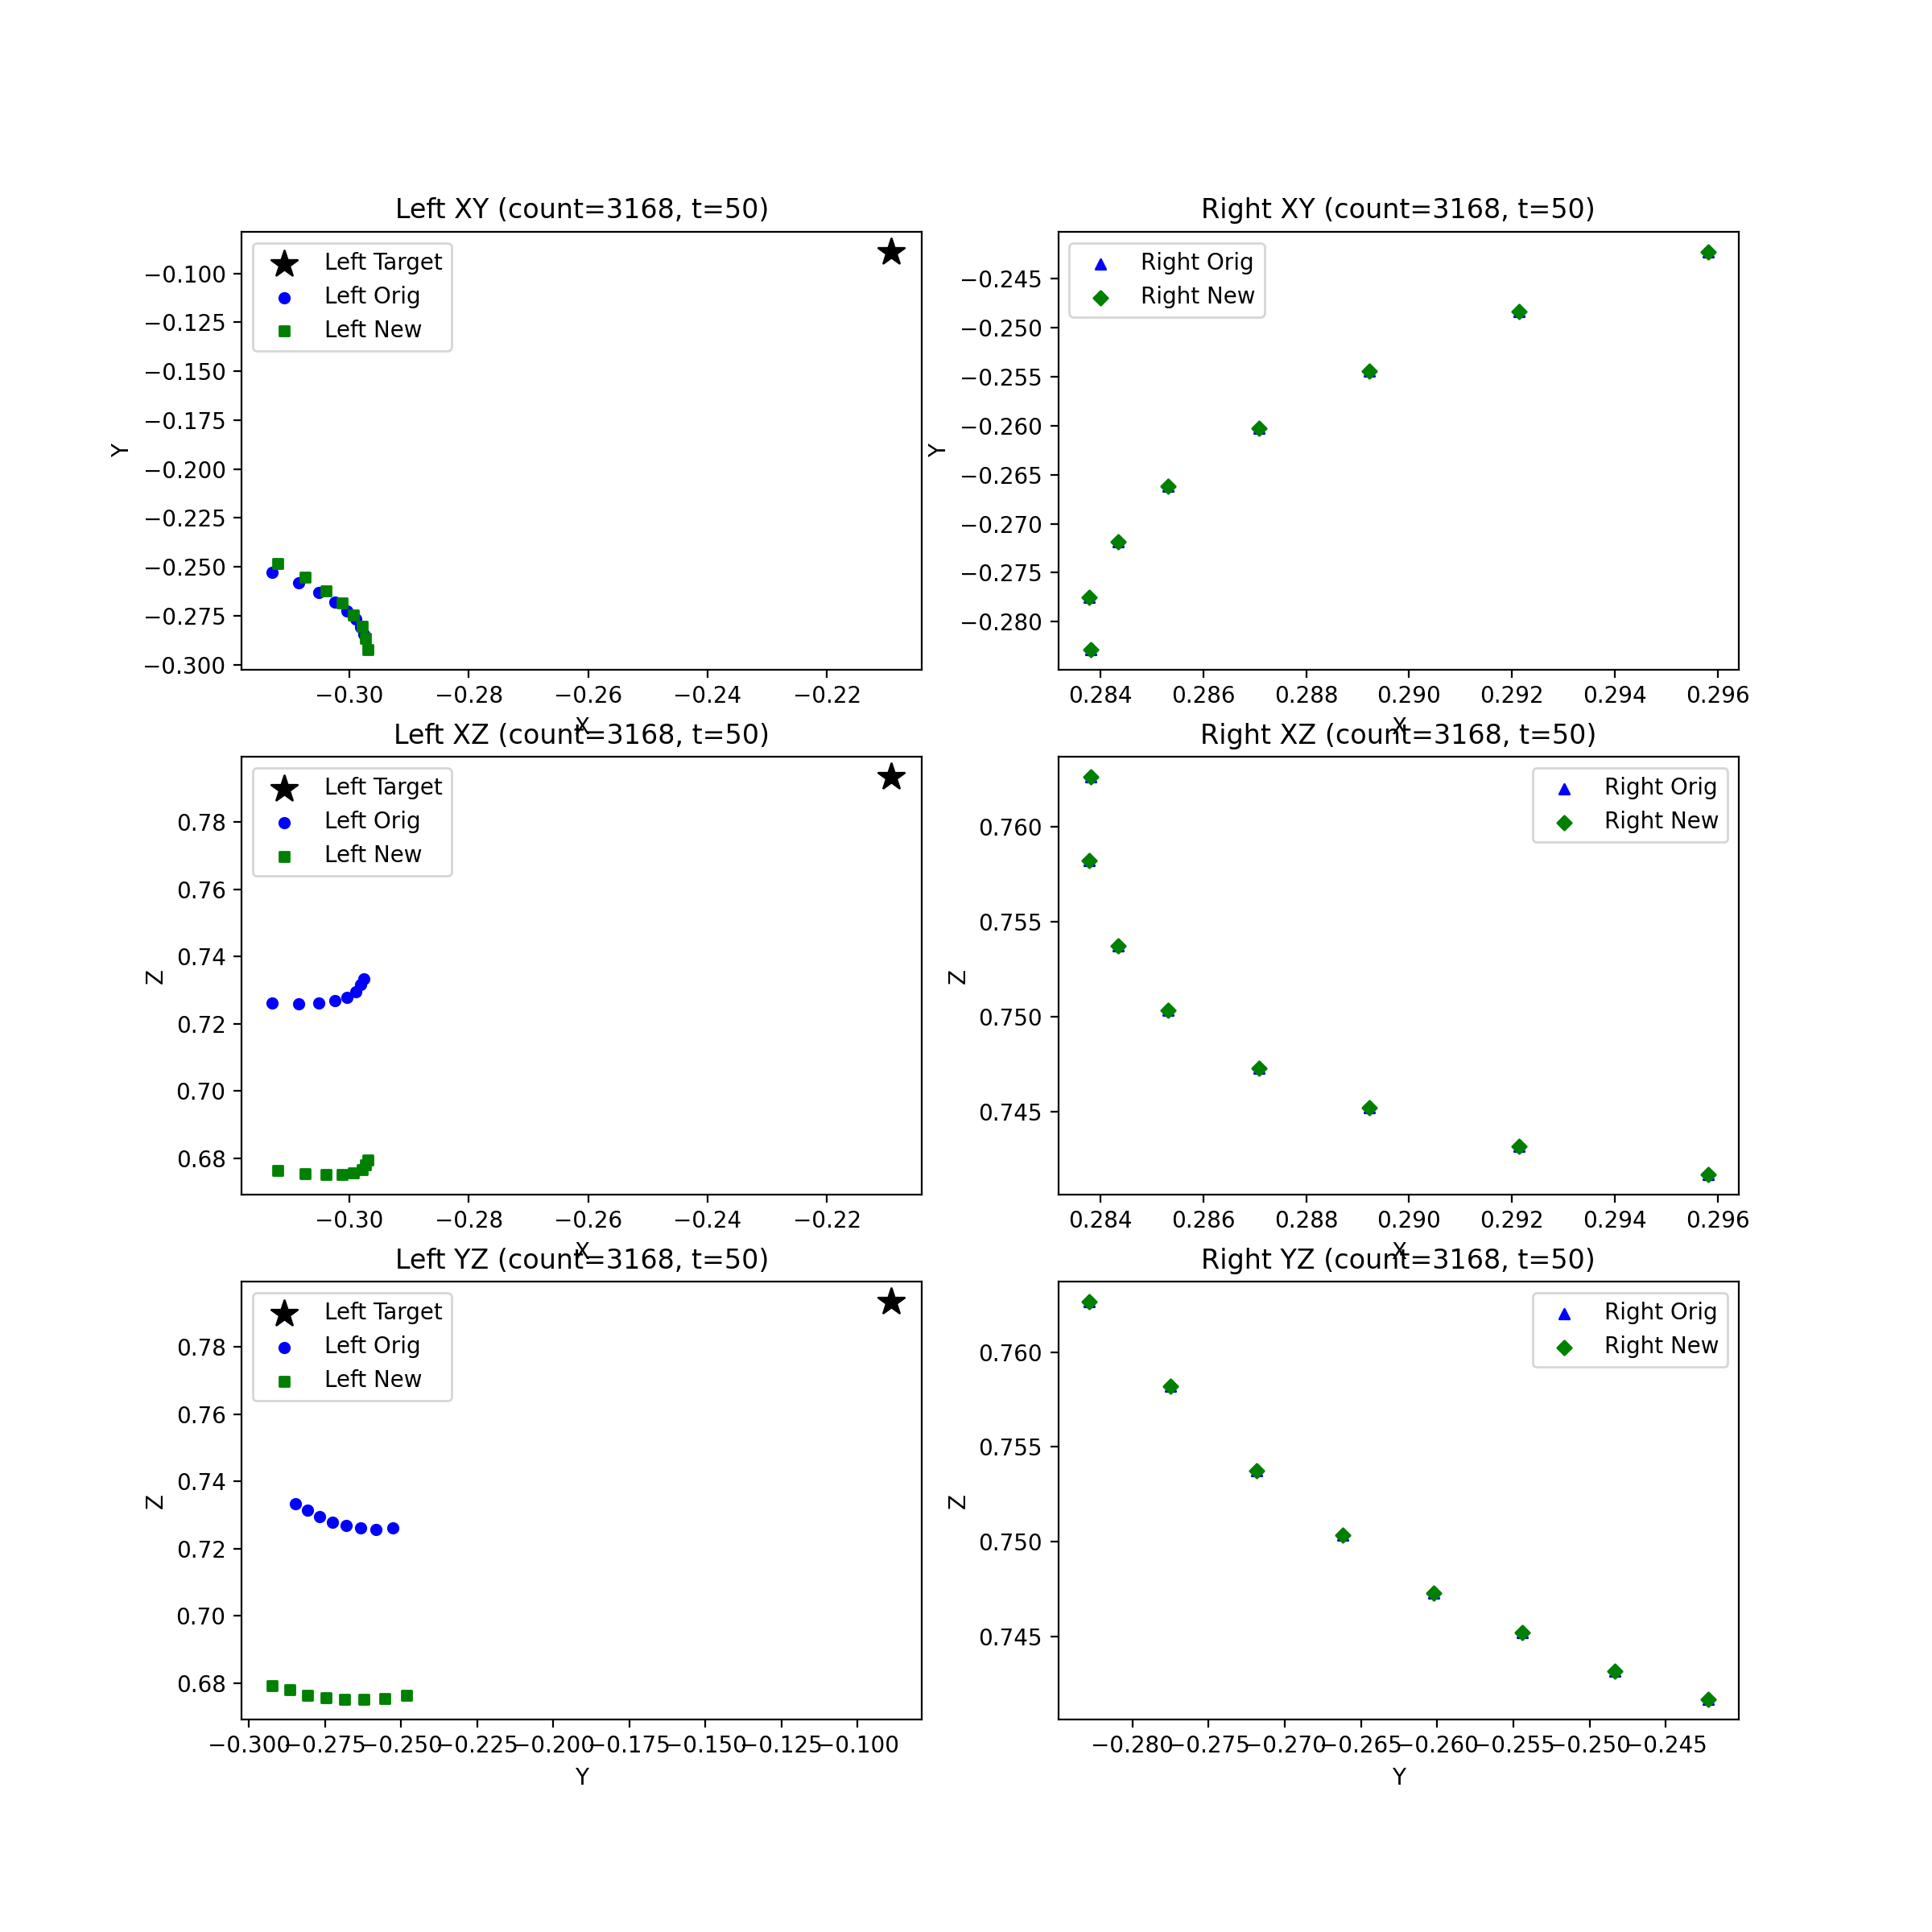 Left XY (count=3168, t=50)
Left Target
Left Orig
Left New
−0.100
−0.125
−0.150
−0.175
−0.200
−0.225
−0.250
−0.275
−0.300
Y
−0.30 −0.28 −0.26 −0.24 −0.22
X
Right XY (count=3168, t=50)
Right Orig
Right New
−0.245
−0.250
−0.255
−0.260
−0.265
−0.270
−0.275
−0.280
Y
0.284 0.286 0.288 0.290 0.292 0.294 0.296
X
Left XZ (count=3168, t=50)
Left Target
Left Orig
Left New
0.78
0.76
0.74
0.72
0.70
0.68
Z
−0.30 −0.28 −0.26 −0.24 −0.22
X
Right XZ (count=3168, t=50)
Right Orig
Right New
0.760
0.755
0.750
0.745
Z
0.284 0.286 0.288 0.290 0.292 0.294 0.296
X
Left YZ (count=3168, t=50)
Left Target
Left Orig
Left New
0.78
0.76
0.74
0.72
0.70
0.68
Z
−0.300 −0.275 −0.250 −0.225 −0.200 −0.175 −0.150 −0.125 −0.100
Y
Right YZ (count=3168, t=50)
Right Orig
Right New
0.760
0.755
0.750
0.745
Z
−0.280 −0.275 −0.270 −0.265 −0.260 −0.255 −0.250 −0.245
Y